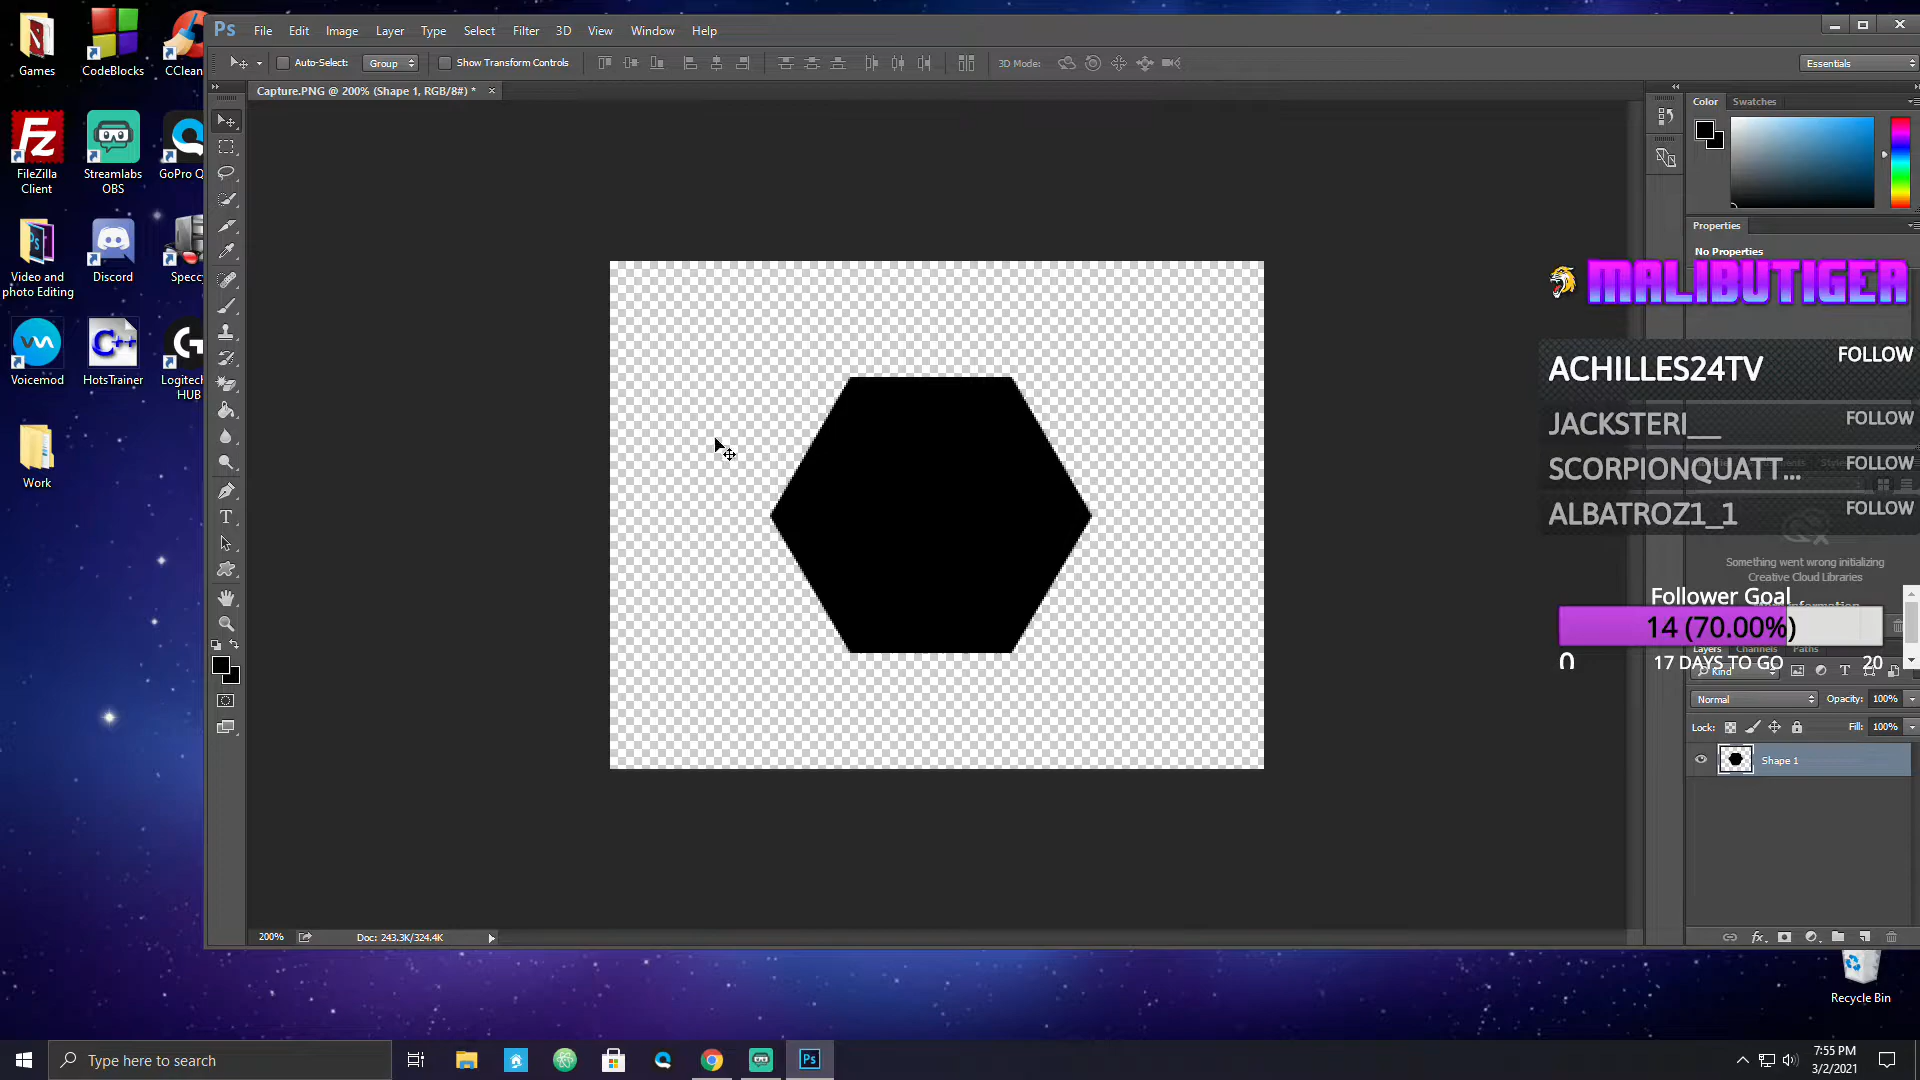 Games
CodeBlocks
CClean
FileZilla
Client
Streamlabs
OBS
GoPro Q
Video and
photo Editing
Discord
Specc
Voicemod
C++
HotsTrainer
Logitech
HUB
Work
Ps
File
Edit
Image
Layer
Type
Select
Filter
3D
View
Window
Help
Auto-Select:
Group
Show Transform Controls
3D Mode:
Essentials
Capture.PNG @ 200% (Shape 1, RGB/8#) *
Color
Swatches
Properties
No Properties
MALIBUTIGER
ACHILLES24TV
FOLLOW
JACKSTERI__
FOLLOW
SCORPIONQUATT...
FOLLOW
ALBATROZ1_1
FOLLOW
Something went wrong initializing
Creative Cloud Libraries
Follower Goal
14 (70.00%)
0
17 DAYS TO GO
20
Layers
Channels
Paths
Kind
Normal
Opacity: 100%
Lock:
Fill: 100%
Shape 1
200%
Doc: 243.3K/324.4K
Recycle Bin
Type here to search
Ps
7:55 PM
3/2/2021